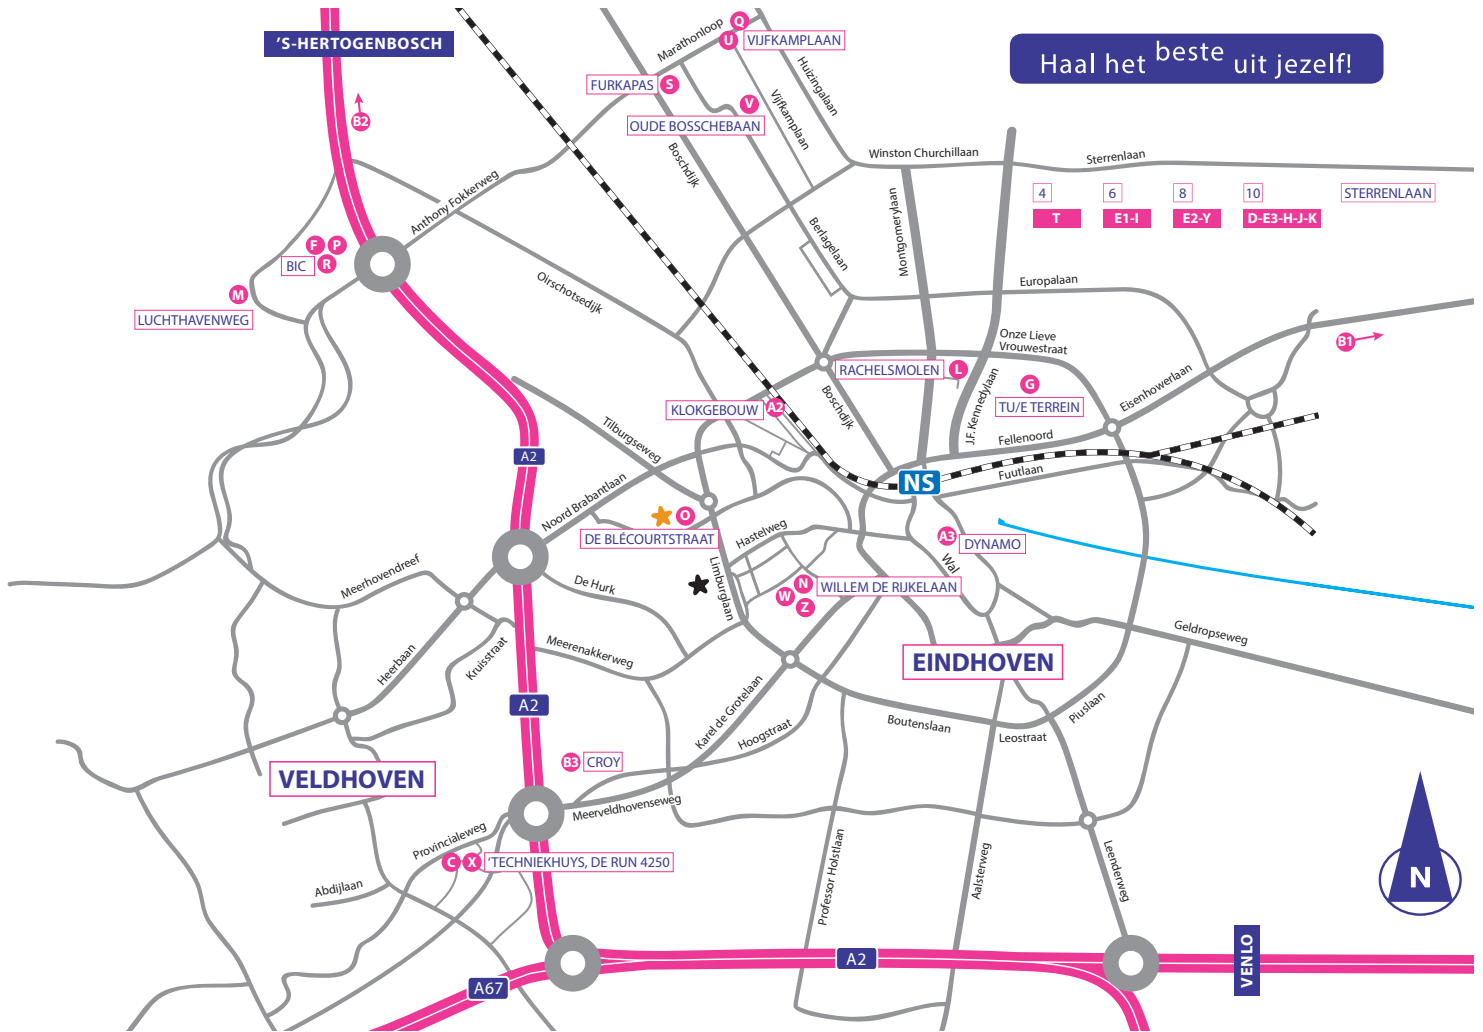 'S-HERTOGENBOSCH
Marathonloop
Q
U
VIJFKAMPLAAN
Huizingalaan
Haal het beste uit jezelf!
FURKAPAS
S
V
Vijfkamplaan
OUDE BOSSCHEBAAN
B2
Boschdijk
Winston Churchillaan
Sterrenlaan
4
6
8
10
STERRENLAAN
T
E1-I
E2-Y
D-E3-H-J-K
Anthony Fokkerweg
Montgomerylaan
Berlagelaan
F
P
BIC
R
M
LUCHTHAVENWEG
Oirschotsedijk
Europalaan
Onze Lieve
Vrouwestraat
B1
RACHELSMOLEN
L
G
TU/E TERREIN
Eisenhowerlaan
J.F. Kennedylaan
KLOKGEBOUW
A2
Boschdijk
Tilburgseweg
Fellenoord
Fuutlaan
A2
NS
Noord Brabantlaan
O
DE BLÉCOURTSTRAAT
Hastelweg
A3
DYNAMO
Wal
Meerhovendreef
De Hurk
Limburglaan
N
WILLEM DE RIJKELAAN
W
Z
Geldropseweg
Heerbaan
Kruisstraat
Meerenakkerweg
EINDHOVEN
A2
Karel de Grotelaan
Hoogstraat
Boutenslaan
Leostraat
Piuslaan
B3
CROY
VELDHOVEN
Meerveldhovenseweg
Provincialeweg
C
X
'TECHNIEKHUYS, DE RUN 4250
Abdijlaan
Professor Holstlaan
Aalsterweg
Leenderweg
N
A2
VENLO
A67